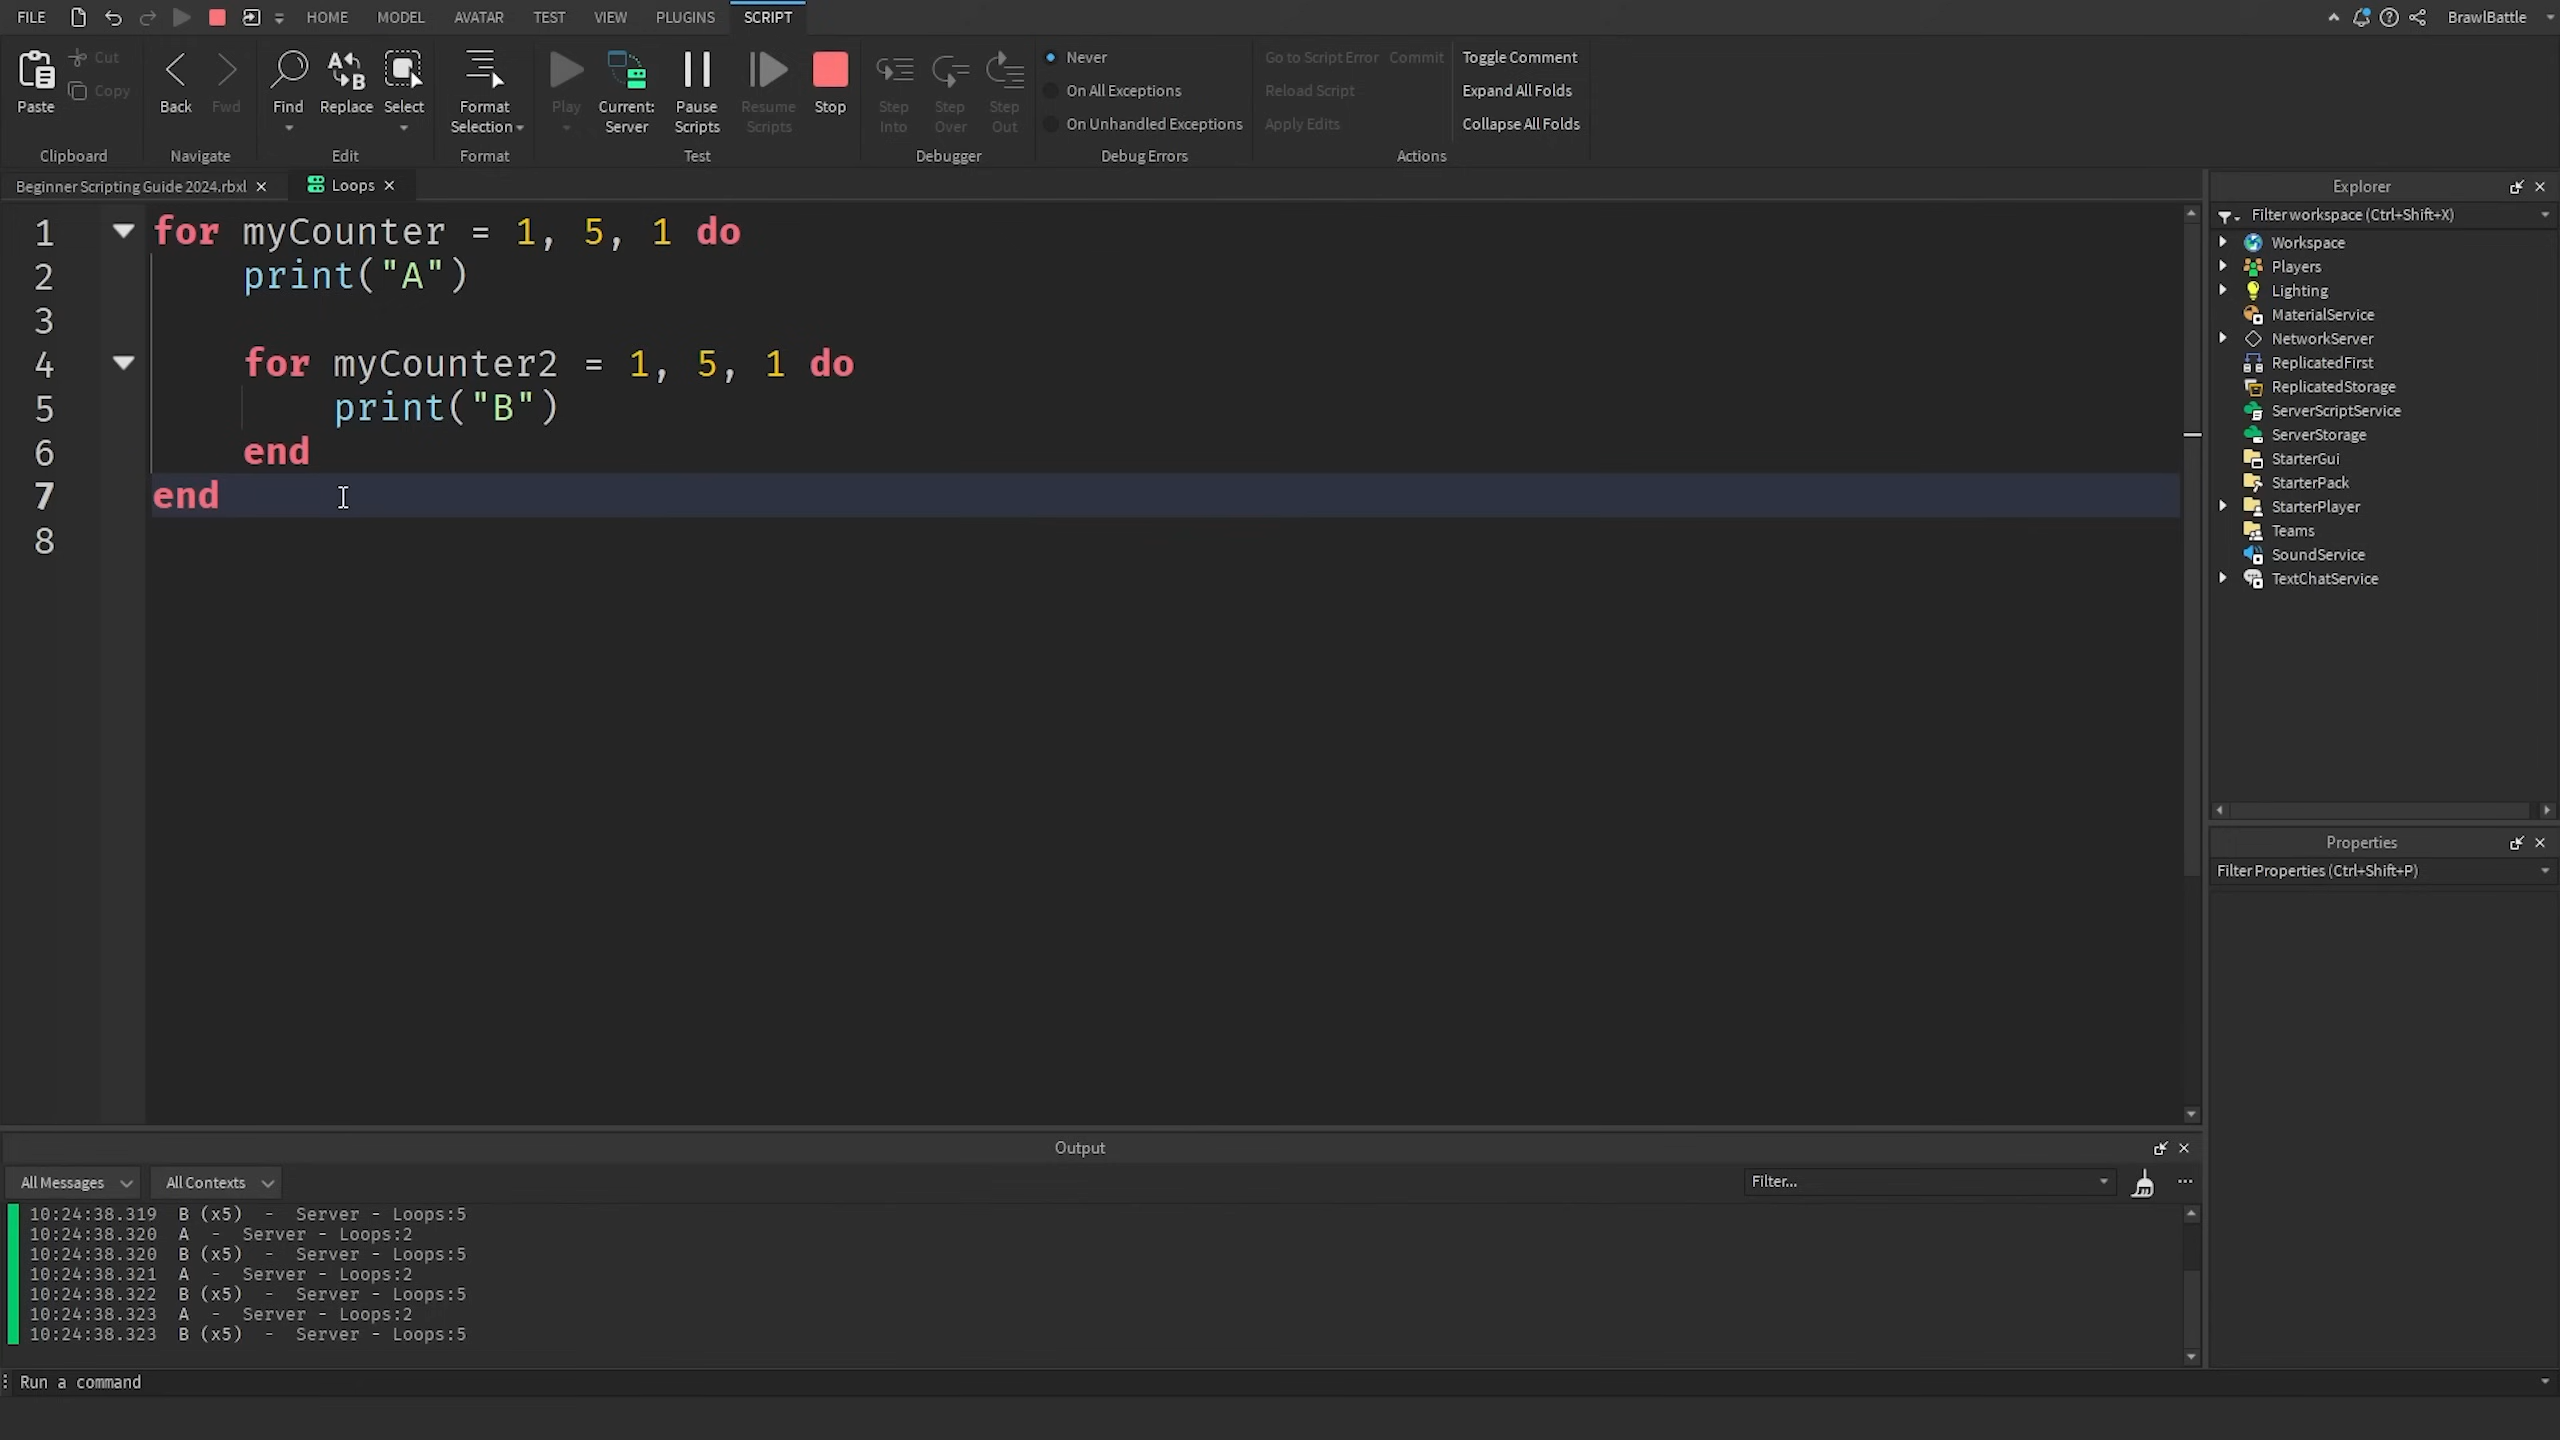 FILE HOME MODEL AVATAR TEST VIEW PLUGINS SCRIPT BrawlBattle
Paste Cut Copy
Clipboard
Back Fwd
Navigate
Find Replace Select
Edit
Format Selection
Format
Play Current: Server Pause Scripts Resume Scripts Stop
Test
Step Into Step Over Step Out
Debugger
Never
On All Exceptions
On Unhandled Exceptions
Debug Errors
Go to Script Error Commit
Reload Script
Apply Edits
Toggle Comment
Expand All Folds
Collapse All Folds
Actions
Beginner Scripting Guide 2024.rbxl Loops
1 for myCounter = 1, 5, 1 do
2 print("A")
3
4 for myCounter2 = 1, 5, 1 do
5 print("B")
6 end
7 end
8
Explorer
Filter workspace (Ctrl+Shift+X)
Workspace
Players
Lighting
MaterialService
NetworkServer
ReplicatedFirst
ReplicatedStorage
ServerScriptService
ServerStorage
StarterGui
StarterPack
StarterPlayer
Teams
SoundService
TextChatService
Properties
Filter Properties (Ctrl+Shift+P)
Output
All Messages All Contexts Filter...
10:24:38.319 B (x5) - Server - Loops:5
10:24:38.320 A - Server - Loops:2
10:24:38.320 B (x5) - Server - Loops:5
10:24:38.321 A - Server - Loops:2
10:24:38.322 B (x5) - Server - Loops:5
10:24:38.323 A - Server - Loops:2
10:24:38.323 B (x5) - Server - Loops:5
Run a command